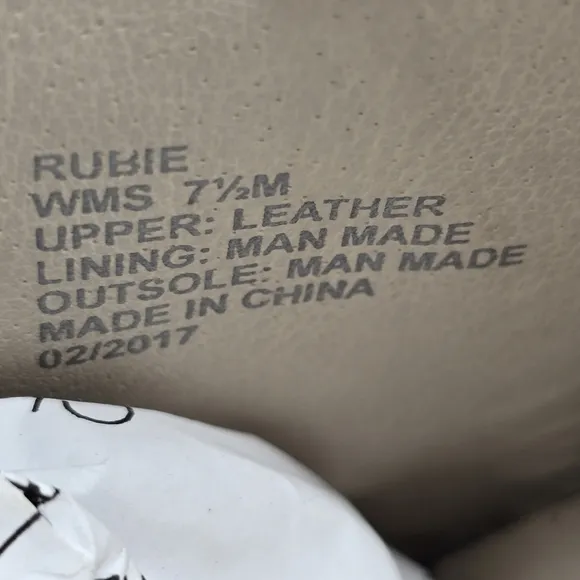 RUBIE
WMS 7½M
UPPER: LEATHER
LINING: MAN MADE
OUTSOLE: MAN MADE
MADE IN CHINA
02/2017